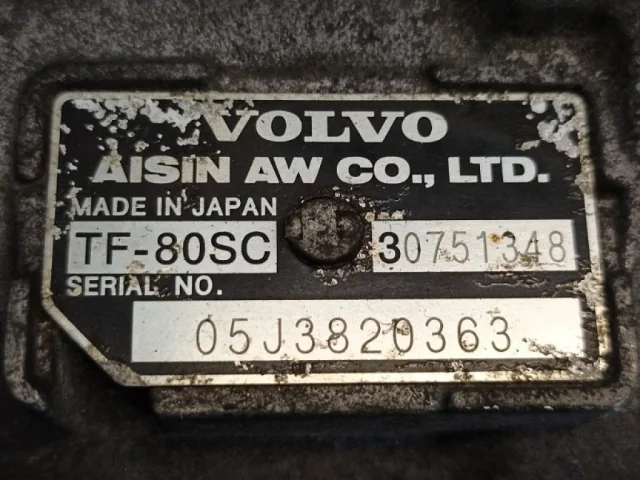 VOLVO
AISIN AW CO., LTD.
MADE IN JAPAN
TF-80SC 30751348
SERIAL NO.
05J3820363